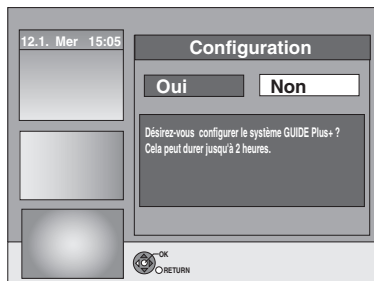 12.1. Mer 15:05
Configuration
Oui Non
Désirez-vous configurer le système GUIDE Plus+ ?
Cela peut durer jusqu'à 2 heures.
OK
RETURN